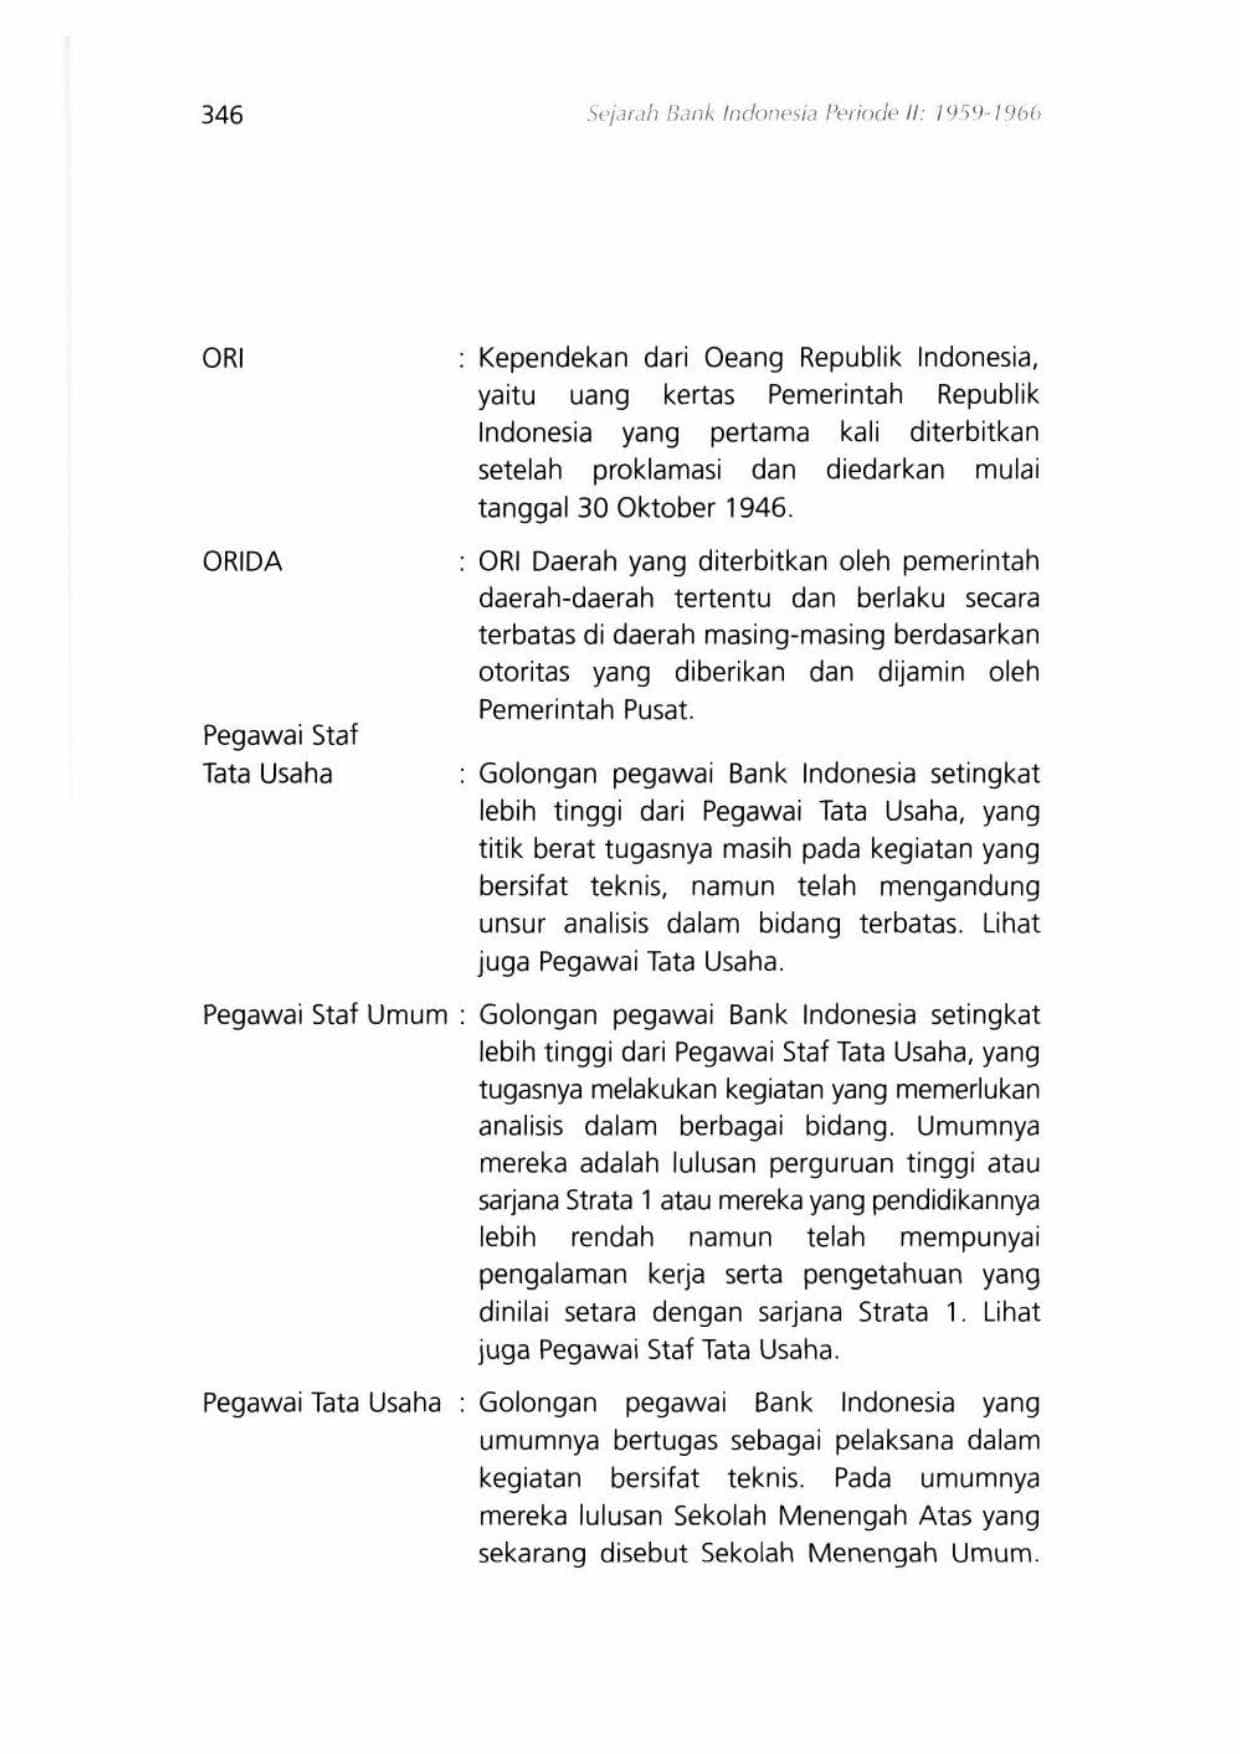 346
Sejarah Bank Indonesia Periode II: 1959-1966
ORI : Kependekan dari Oeang Republik Indonesia,
yaitu uang kertas Pemerintah Republik
Indonesia yang pertama kali diterbitkan
setelah proklamasi dan diedarkan mulai
tanggal 30 Oktober 1946.
ORIDA : ORI Daerah yang diterbitkan oleh pemerintah
daerah-daerah tertentu dan berlaku secara
terbatas di daerah masing-masing berdasarkan
otoritas yang diberikan dan dijamin oleh
Pemerintah Pusat.
Pegawai Staf
Tata Usaha : Golongan pegawai Bank Indonesia setingkat
lebih tinggi dari Pegawai Tata Usaha, yang
titik berat tugasnya masih pada kegiatan yang
bersifat teknis, namun telah mengandung
unsur analisis dalam bidang terbatas. Lihat
juga Pegawai Tata Usaha.
Pegawai Staf Umum : Golongan pegawai Bank Indonesia setingkat
lebih tinggi dari Pegawai Staf Tata Usaha, yang
tugasnya melakukan kegiatan yang memerlukan
analisis dalam berbagai bidang. Umumnya
mereka adalah lulusan perguruan tinggi atau
sarjana Strata 1 atau mereka yang pendidikannya
lebih rendah namun telah mempunyai
pengalaman kerja serta pengetahuan yang
dinilai setara dengan sarjana Strata 1. Lihat
juga Pegawai Staf Tata Usaha.
Pegawai Tata Usaha : Golongan pegawai Bank Indonesia yang
umumnya bertugas sebagai pelaksana dalam
kegiatan bersifat teknis. Pada umumnya
mereka lulusan Sekolah Menengah Atas yang
sekarang disebut Sekolah Menengah Umum.